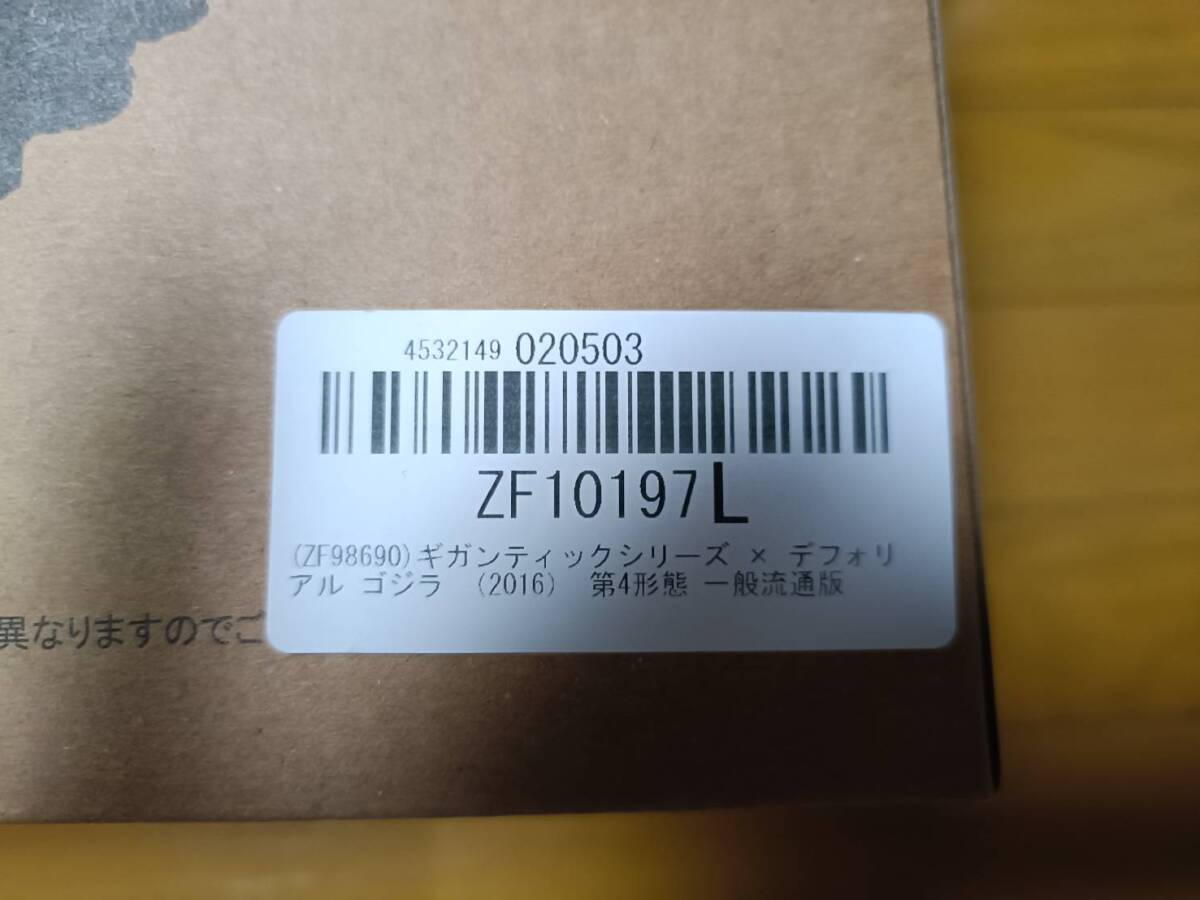 4532149 020503
ZF10197L
(ZF98690)ギガンティックシリーズ × デフォリ
アル ゴジラ （2016） 第4形態 一般流通版
異なりますのでご